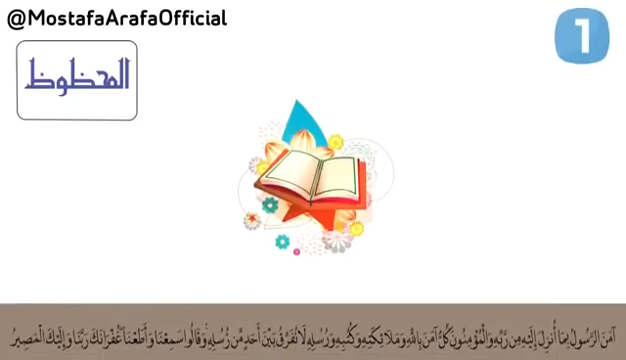 @MostafaArafaOfficial
1
المحظوظ
آمَنَ الرَّسُولُ بِمَا أُنزِلَ إِلَيْهِ مِن رَّبِّهِ وَالْمُؤْمِنُونَ كُلٌّ آمَنَ بِاللَّهِ وَمَلَائِكَتِهِ وَكُتُبِهِ وَرُسُلِهِ لَا نُفَرِّقُ بَيْنَ أَحَدٍ مِّن رُّسُلِهِ وَقَالُوا سَمِعْنَا وَأَطَعْنَا غُفْرَانَكَ رَبَّنَا وَإِلَيْكَ الْمَصِيرُ